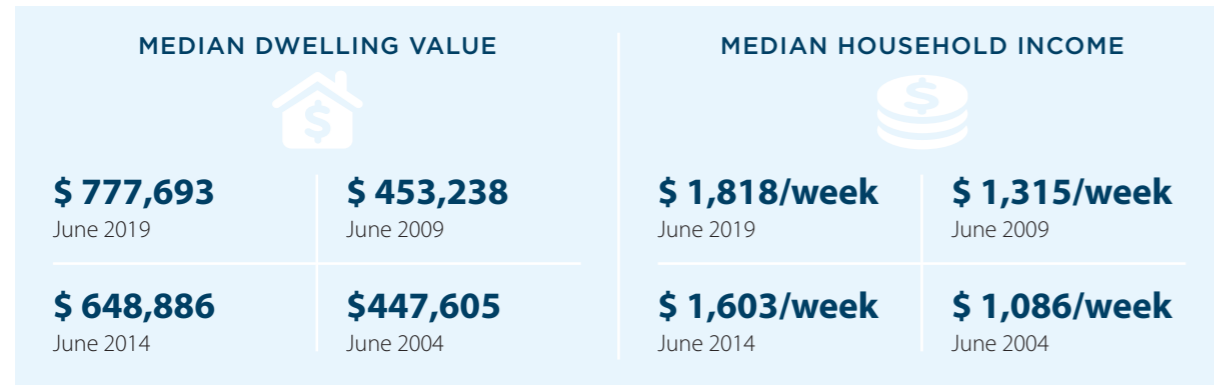 MEDIAN DWELLING VALUE
$
$ 777,693
June 2019
$ 453,238
June 2009
$ 648,886
June 2014
$447,605
June 2004
MEDIAN HOUSEHOLD INCOME
$
$ 1,818/week
June 2019
$ 1,315/week
June 2009
$ 1,603/week
June 2014
$ 1,086/week
June 2004